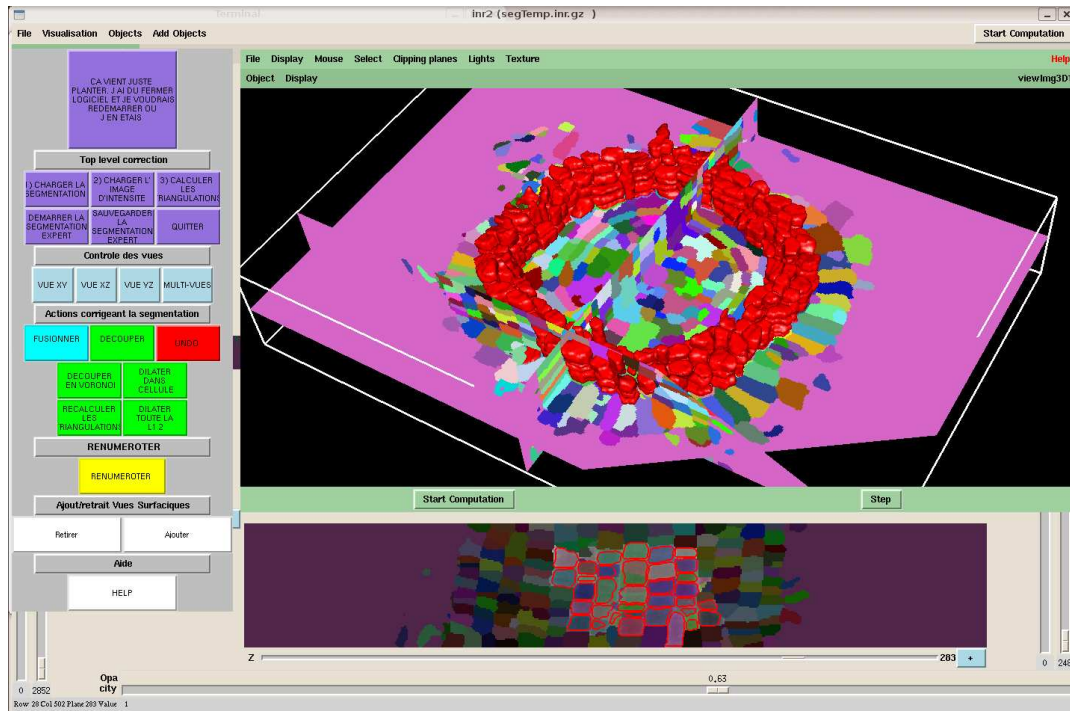 Terminal
inr2 (segTemp.inr.gz )
File Visualisation Objects Add Objects
Start Computation
CA VIENT JUSTE
PLANTER. J AI DU FERMER
LOGICIEL ET JE VOUDRAIS
REDEMARRER OU
J EN ETAIS
Top level correction
1) CHARGER LA
SEGMENTATION
2) CHARGER L'
IMAGE
D'INTENSITE
3) CALCULER
LES
TRIANGULATIONS
DEMARRER LA
SEGMENTATION
EXPERT
SAUVEGARDER
LA
SEGMENTATION
EXPERT
QUITTER
Controle des vues
VUE XY
VUE XZ
VUE YZ
MULTI-VUES
Actions corrigeant la segmentation
FUSIONNER
DECOUPER
UNDO
DECOUPER
EN VORONOI
DILATER
DANS
CELLULE
RECALCULER
LES
TRIANGULATIONS
DILATER
TOUTE LA
L1 2
RENUMEROTER
RENUMEROTER
Ajout/retrait Vues Surfaciques
Retirer
Ajouter
Aide
HELP
File Display Mouse Select Clipping planes Lights Texture
Help
Object Display
viewImg3D
Start Computation
Step
Z
283
+
0 2852
0 248
Opa
city
0.63
Row 28 Col 502 Plane 283 Value 1